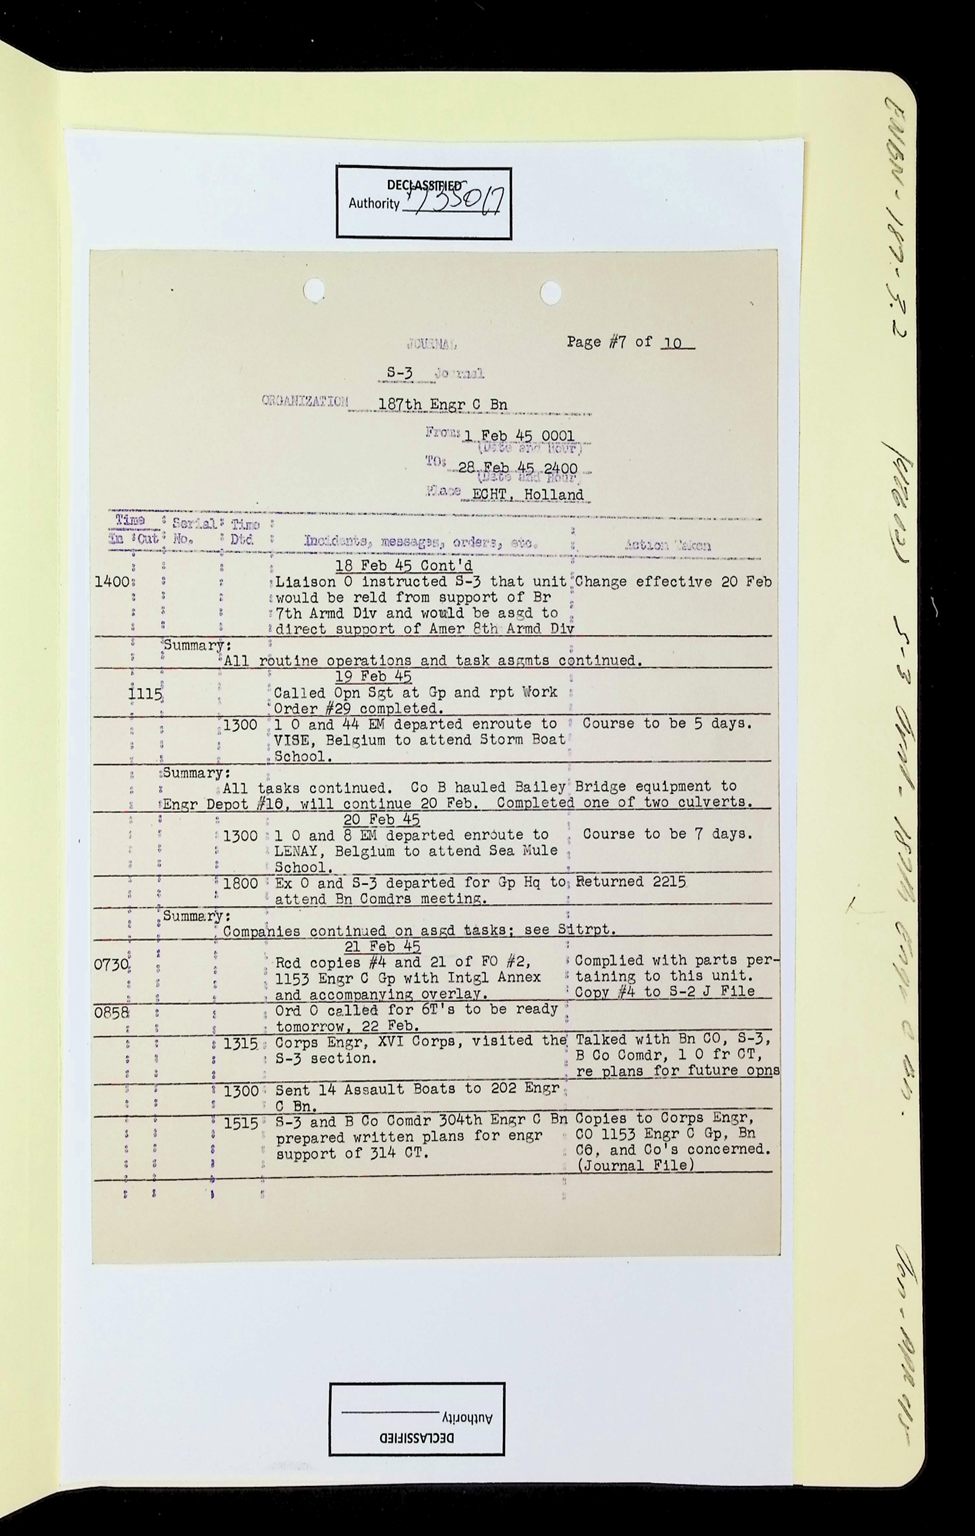 DECLASSIFIED
Authority 735017
JOURNAL
Page #7 of 10
S-3 Journal
ORGANIZATION 187th Engr C Bn
From: 1 Feb 45 0001
(Date and Hour)
TO: 28 Feb 45 2400
(Date and Hour)
Place ECHT, Holland
Time : Serial : Time :
In : Out : No. : Dtd : Incidents, messages, orders, etc. : Action Taken
18 Feb 45 Cont'd
1400 Liaison O instructed S-3 that unit Change effective 20 Feb
would be reld from support of Br
7th Armd Div and would be asgd to
direct support of Amer 8th Armd Div
Summary:
All routine operations and task asgmts continued.
19 Feb 45
1115 Called Opn Sgt at Gp and rpt Work
Order #29 completed.
1300 1 O and 44 EM departed enroute to Course to be 5 days.
VISE, Belgium to attend Storm Boat
School.
Summary:
All tasks continued. Co B hauled Bailey Bridge equipment to
Engr Depot #10, will continue 20 Feb. Completed one of two culverts.
20 Feb 45
1300 1 O and 8 EM departed enroute to Course to be 7 days.
LENAY, Belgium to attend Sea Mule
School.
1800 Ex O and S-3 departed for Gp Hq to Returned 2215
attend Bn Comdrs meeting.
Summary:
Companies continued on asgd tasks; see Sitrpt.
21 Feb 45
0730 Rcd copies #4 and 21 of FO #2, Complied with parts per-
1153 Engr C Gp with Intgl Annex taining to this unit.
and accompanying overlay. Copy #4 to S-2 J File
0858 Ord O called for 6T's to be ready
tomorrow, 22 Feb.
1315 Corps Engr, XVI Corps, visited the Talked with Bn CO, S-3,
S-3 section. B Co Comdr, 1 O fr CT,
re plans for future opns
1300 Sent 14 Assault Boats to 202 Engr
C Bn.
1515 S-3 and B Co Comdr 304th Engr C Bn Copies to Corps Engr,
prepared written plans for engr CO 1153 Engr C Gp, Bn
support of 314 CT. CO, and Co's concerned.
(Journal File)
DECLASSIFIED
Authority
ENBN-187-3.2 S-3 Jrnl. 187th Engr C Bn. Jan-Apr 45